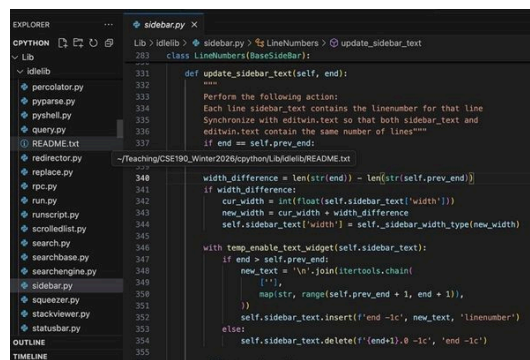 EXPLORER
···
CPYTHON
Lib
idlelib
percolator.py
pyparse.py
pyshell.py
query.py
README.txt
redirector.py
replace.py
rpc.py
run.py
runscript.py
scrolledlist.py
search.py
searchbase.py
searchengine.py
sidebar.py
squeezer.py
stackviewer.py
statusbar.py
OUTLINE
TIMELINE
sidebar.py ×
Lib > idlelib > sidebar.py > LineNumbers > update_sidebar_text
283 class LineNumbers(BaseSideBar):
331 def update_sidebar_text(self, end):
332 """
333 Perform the following action:
334 Each line sidebar_text contains the linenumber for that line
335 Synchronize with editwin.text so that both sidebar_text and
336 editwin.text contain the same number of lines"""
337 if end == self.prev_end:
~/Teaching/CSE190_Winter2026/cpython/Lib/idlelib/README.txt
340 width_difference = len(str(end)) - len(str(self.prev_end))
341 if width_difference:
342 cur_width = int(float(self.sidebar_text['width']))
343 new_width = cur_width + width_difference
344 self.sidebar_text['width'] = self._sidebar_width_type(new_width)
345
346 with temp_enable_text_widget(self.sidebar_text):
347 if end > self.prev_end:
348 new_text = '\n'.join(itertools.chain(
349 [''],
350 map(str, range(self.prev_end + 1, end + 1)),
351 ))
352 self.sidebar_text.insert(f'end -1c', new_text, 'linenumber')
353 else:
354 self.sidebar_text.delete(f'{end+1}.0 -1c', 'end -1c')
355